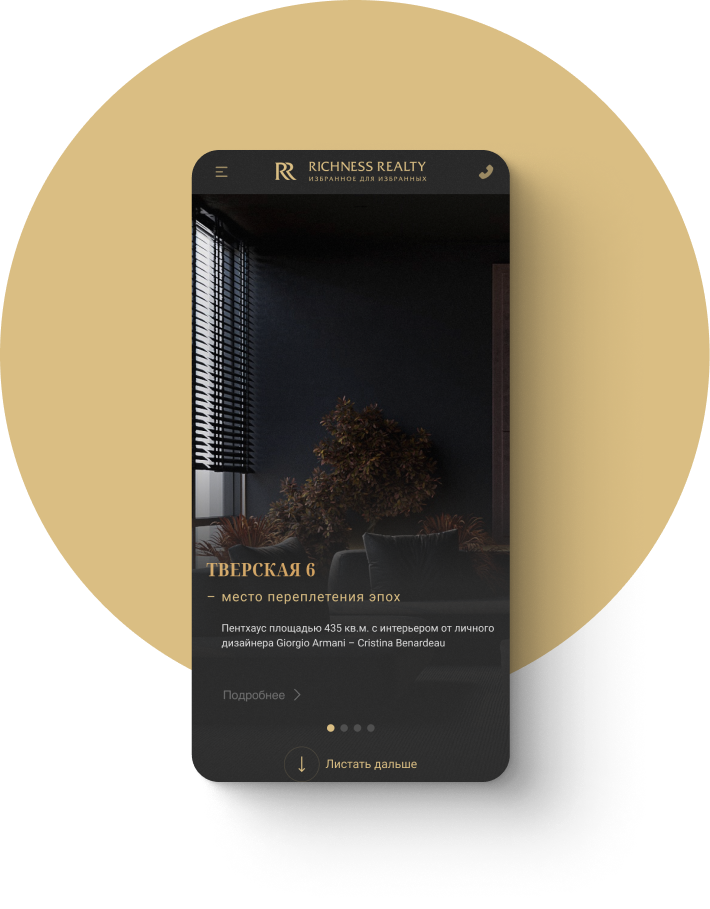 RICHNESS REALTY
ИЗБРАННОЕ ДЛЯ ИЗБРАННЫХ
ТВЕРСКАЯ 6
– место переплетения эпох
Пентхаус площадью 435 кв.м. с интерьером от личного
дизайнера Giorgio Armani – Cristina Benardeau
Подробнее
Листать дальше